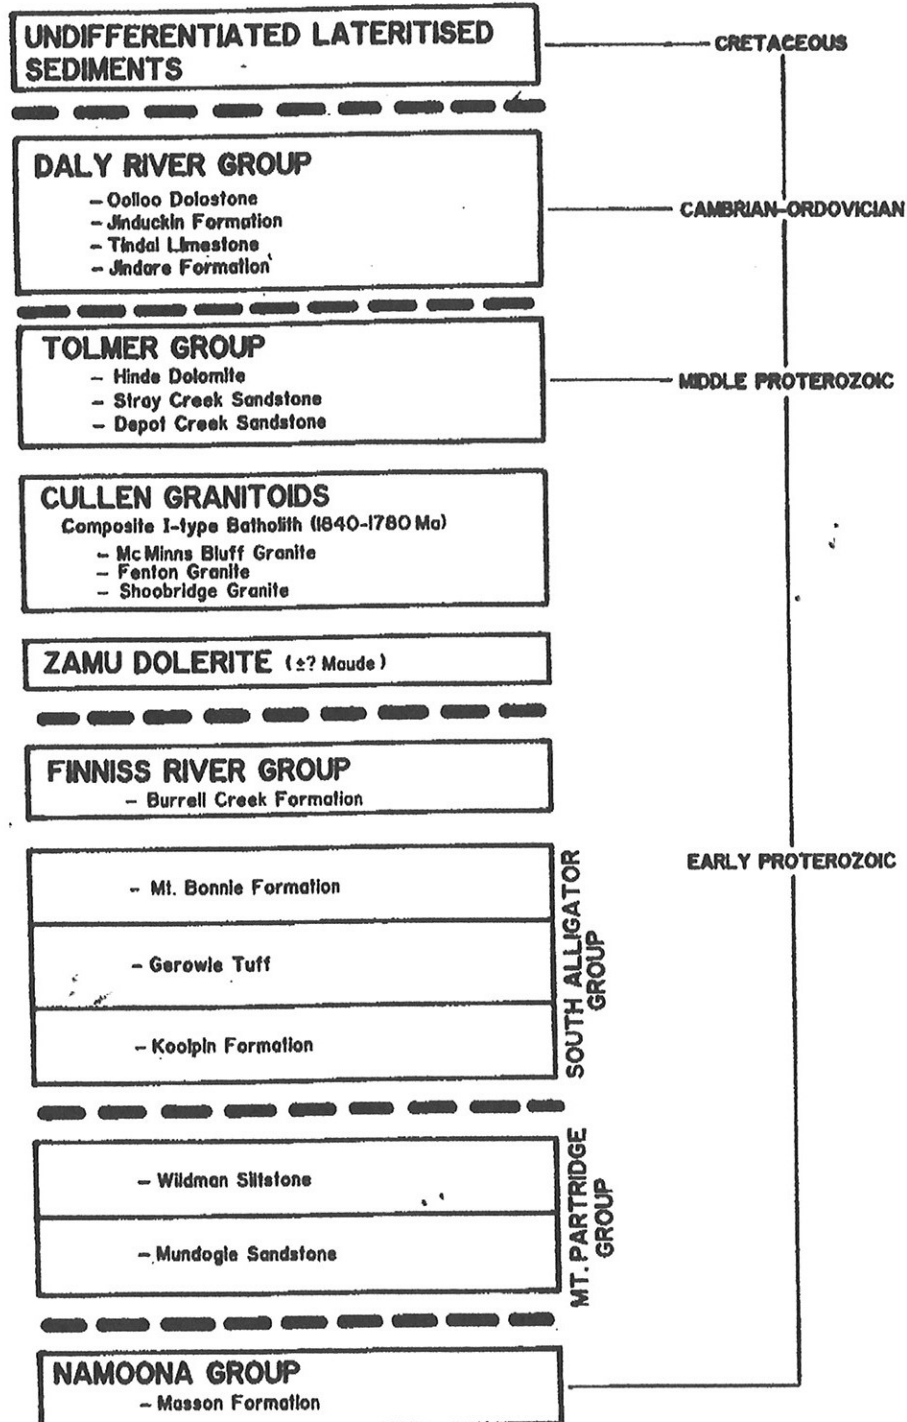 UNDIFFERENTIATED LATERITISED
SEDIMENTS
CRETACEOUS
DALY RIVER GROUP
– Oolloo Dolostone
– Jinduckin Formation
– Tindal Limestone
– Jindare Formation
CAMBRIAN-ORDOVICIAN
TOLMER GROUP
– Hinde Dolomite
– Stray Creek Sandstone
– Depot Creek Sandstone
MIDDLE PROTEROZOIC
CULLEN GRANITOIDS
Composite I-type Batholith (1840-1780 Ma)
– McMinns Bluff Granite
– Fenton Granite
– Shoobridge Granite
ZAMU DOLERITE (±? Maude)
FINNISS RIVER GROUP
– Burrell Creek Formation
EARLY PROTEROZOIC
– Mt. Bonnie Formation
– Gerowie Tuff
– Koolpin Formation
SOUTH ALLIGATOR
GROUP
– Wildman Siltstone
– Mundogie Sandstone
MT. PARTRIDGE
GROUP
NAMOONA GROUP
– Masson Formation